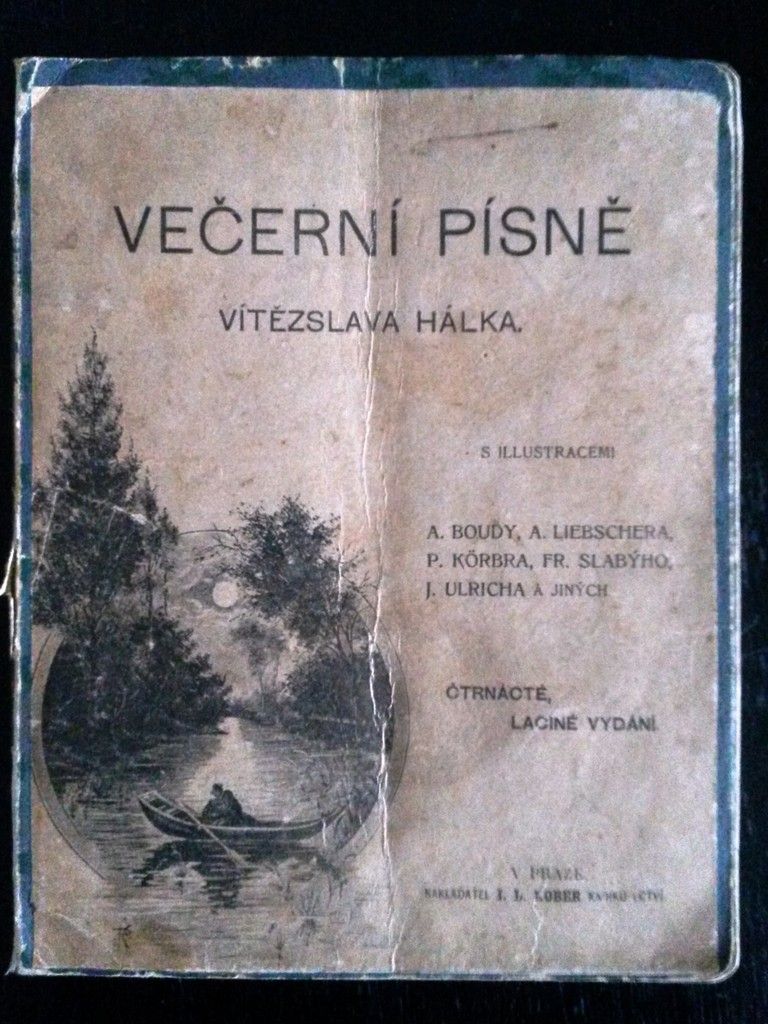 VEČERNÍ PÍSNĚ
VÍTĚZSLAVA HÁLKA.
S ILLUSTRACEMI
A. BOUDY, A. LIEBSCHERA,
P. KÖRBRA, FR. SLABÝHO,
J. ULRICHA A JINÝCH
ČTRNÁCTÉ,
LACINÉ VYDÁNÍ.
V PRAZE
NAKLADATEL I. L. KOBER